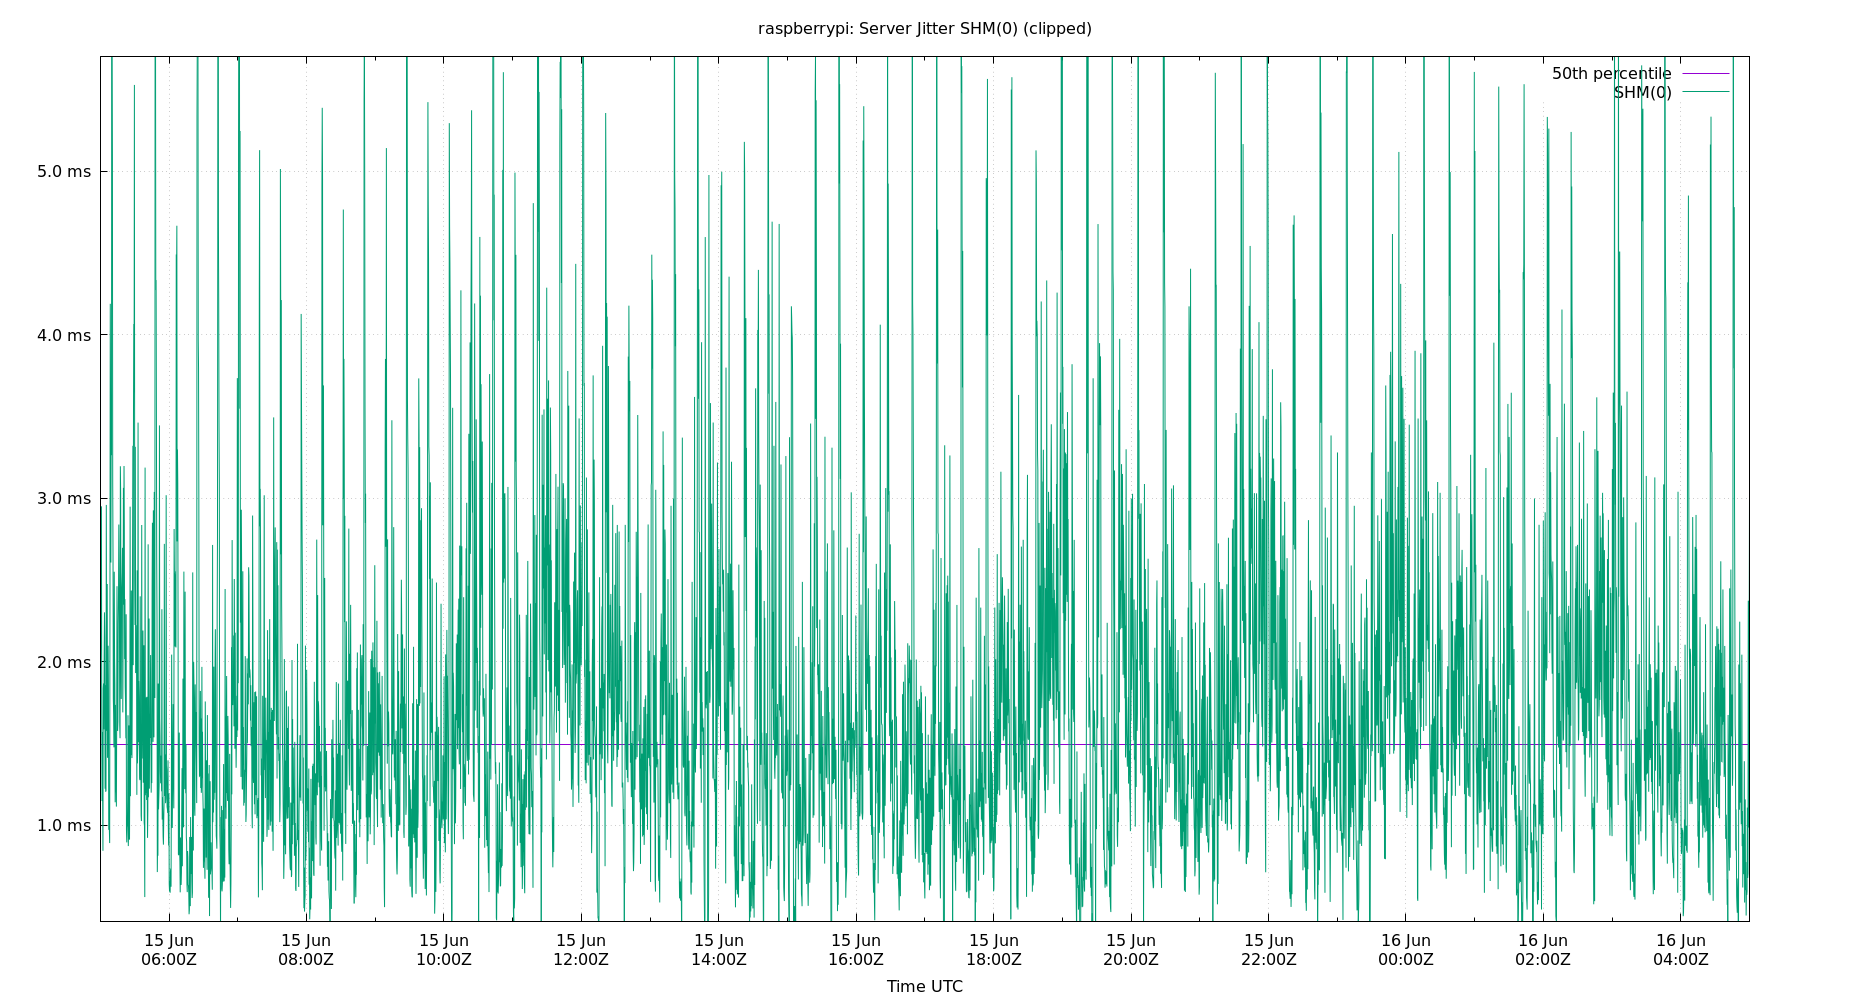 raspberrypi: Server Jitter SHM(0) (clipped)
50th percentile
SHM(0)
5.0 ms
4.0 ms
3.0 ms
2.0 ms
1.0 ms
15 Jun 15 Jun 15 Jun 15 Jun 15 Jun 15 Jun 15 Jun 15 Jun 15 Jun 16 Jun 16 Jun 16 Jun
06:00Z 08:00Z 10:00Z 12:00Z 14:00Z 16:00Z 18:00Z 20:00Z 22:00Z 00:00Z 02:00Z 04:00Z
Time UTC